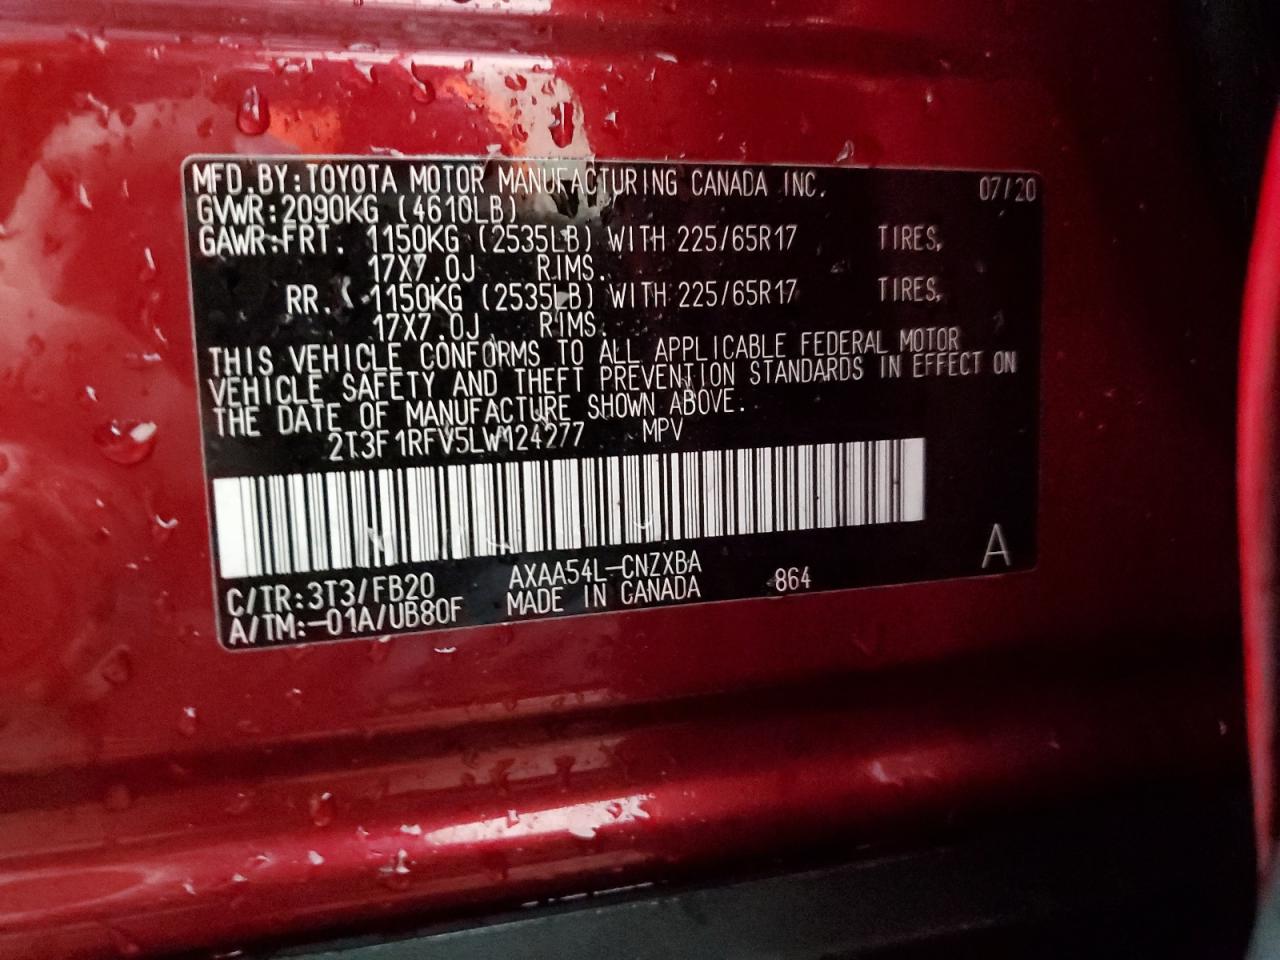 MFD.BY:TOYOTA MOTOR MANUFACTURING CANADA INC. 07/20
GVWR:2090KG (4610LB)
GAWR:FRT. 1150KG (2535LB) WITH 225/65R17 TIRES,
17X7.0J RIMS.
RR. 1150KG (2535LB) WITH 225/65R17 TIRES,
17X7.0J RIMS.
THIS VEHICLE CONFORMS TO ALL APPLICABLE FEDERAL MOTOR
VEHICLE SAFETY AND THEFT PREVENTION STANDARDS IN EFFECT ON
THE DATE OF MANUFACTURE SHOWN ABOVE.
2T3F1RFV5LW124277 MPV
C/TR:3T3/FB20 AXAA54L-CNZXBA 864 A
A/TM:-01A/UB80F MADE IN CANADA